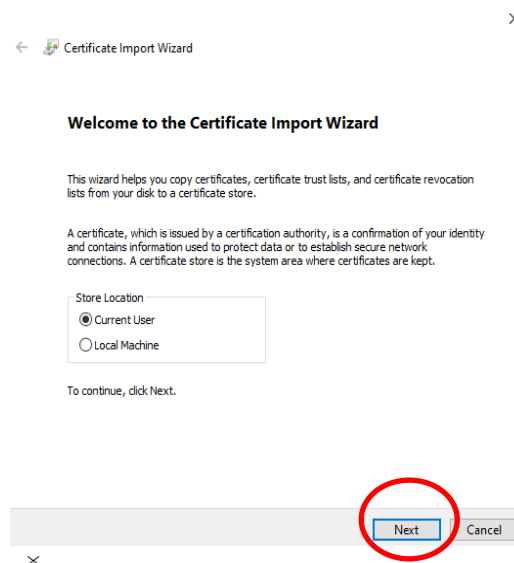 Certificate Import Wizard
Welcome to the Certificate Import Wizard
This wizard helps you copy certificates, certificate trust lists, and certificate revocation
lists from your disk to a certificate store.
A certificate, which is issued by a certification authority, is a confirmation of your identity
and contains information used to protect data or to establish secure network
connections. A certificate store is the system area where certificates are kept.
Store Location
Current User
Local Machine
To continue, click Next.
Next Cancel